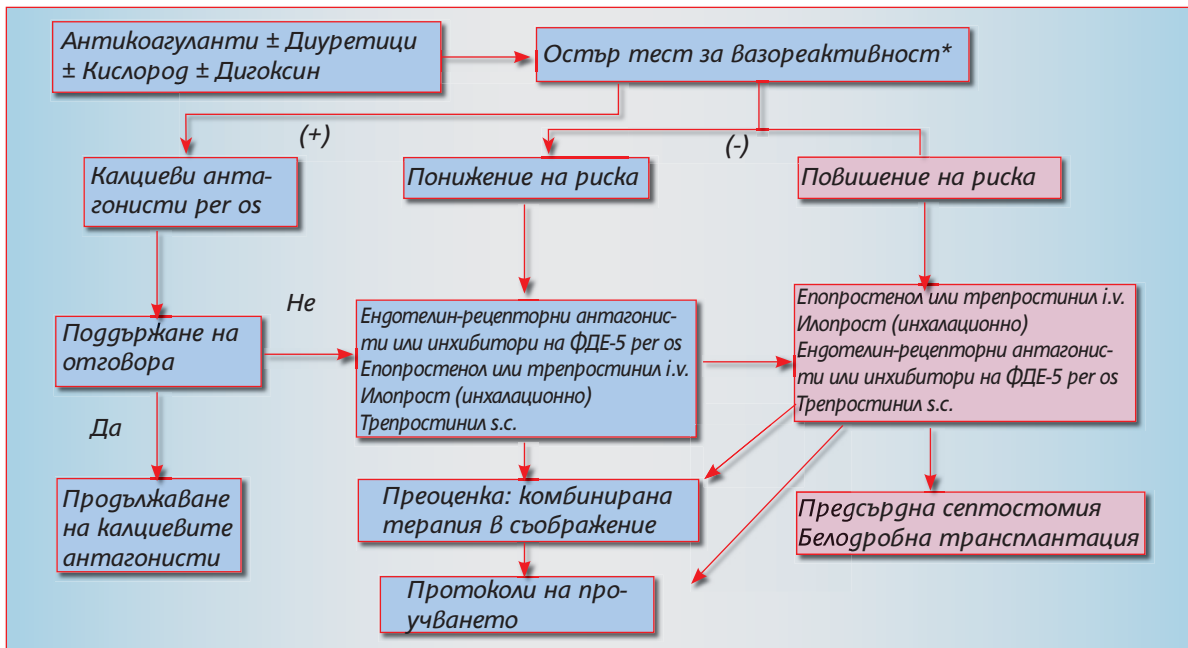 Антикоагуланти ± Диуретици
± Кислород ± Дигоксин
Остър тест за вазореактивност*
(+)
(-)
Калциеви анта-
гонисти per os
Понижение на риска
Повишение на риска
Не
Поддържане на
отговора
Ендотелин-рецепторни антагонис-
ти или инхибитори на ФДЕ-5 per os
Епопростенол или трепростинил i.v.
Илопрост (инхалационно)
Трепростинил s.c.
Епопростенол или трепростинил i.v.
Илопрост (инхалационно)
Ендотелин-рецепторни антагонис-
ти или инхибитори на ФДЕ-5 per os
Трепростинил s.c.
Да
Продължаване
на калциевите
антагонисти
Преоценка: комбинирана
терапия в съображение
Предсърдна септостомия
Белодробна трансплантация
Протоколи на про-
учването